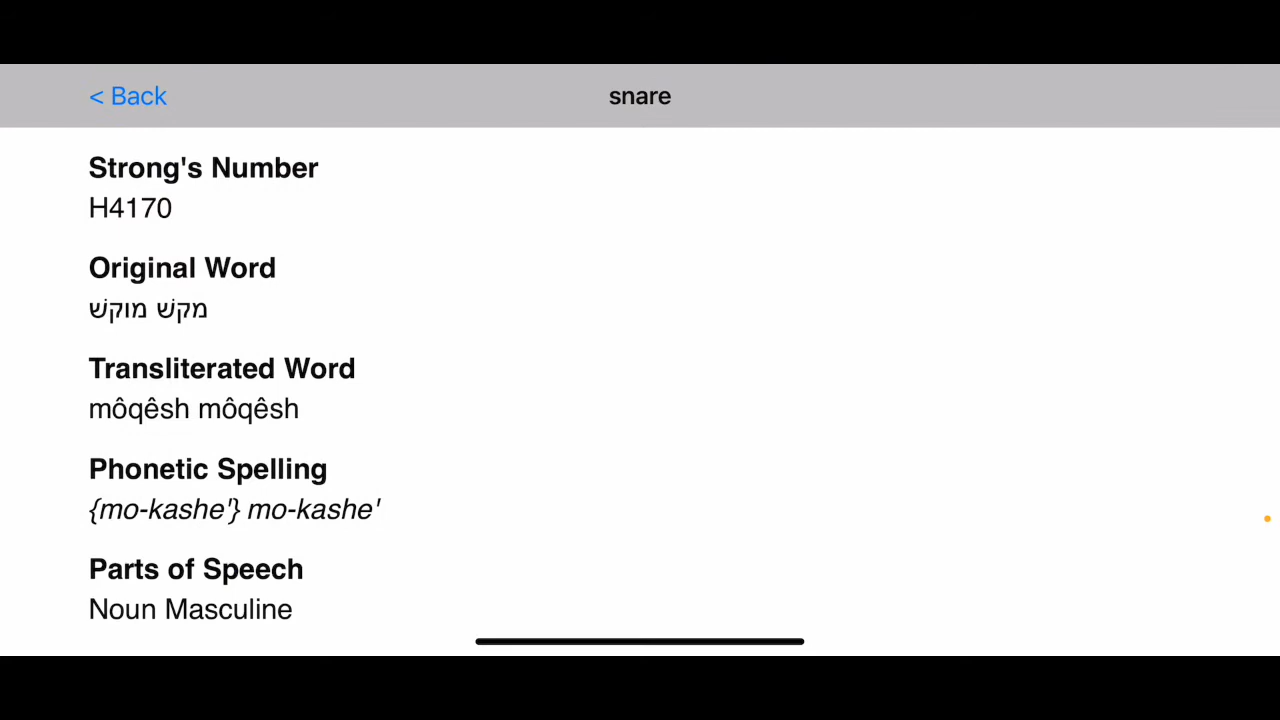 < Back
snare
Strong's Number
H4170
Original Word
מקשׁ מוקשׁ
Transliterated Word
môqêsh môqêsh
Phonetic Spelling
{mo-kashe'} mo-kashe'
Parts of Speech
Noun Masculine